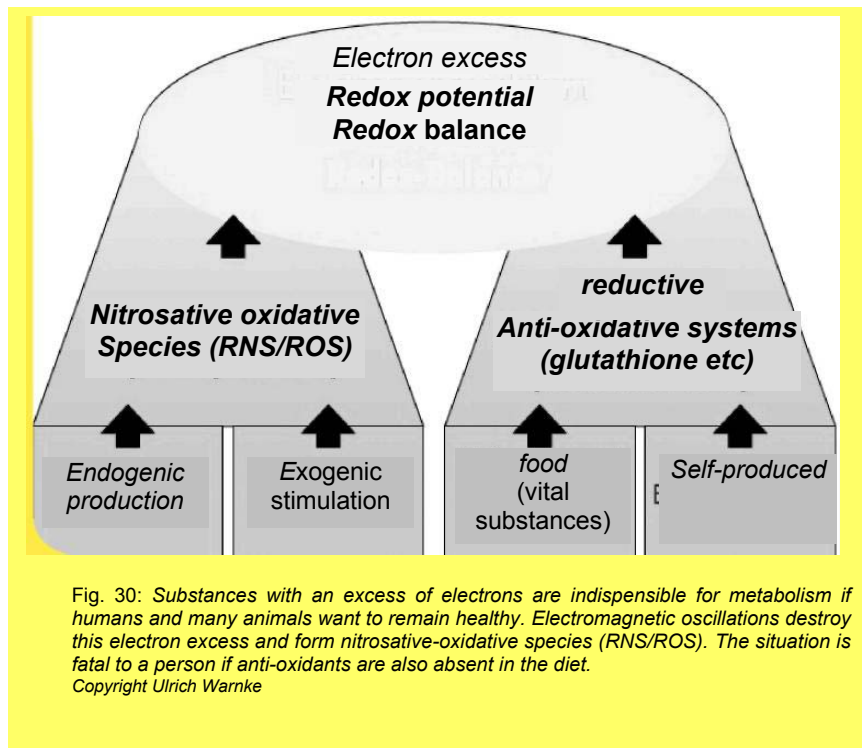 Electron excess
Redox potential
Redox balance
Nitrosative oxidative
Species (RNS/ROS)
reductive
Anti-oxidative systems
(glutathione etc)
Endogenic
production
Exogenic
stimulation
food
(vital
substances)
Self-produced
Fig. 30: Substances with an excess of electrons are indispensible for metabolism if
humans and many animals want to remain healthy. Electromagnetic oscillations destroy
this electron excess and form nitrosative-oxidative species (RNS/ROS). The situation is
fatal to a person if anti-oxidants are also absent in the diet.
Copyright Ulrich Warnke